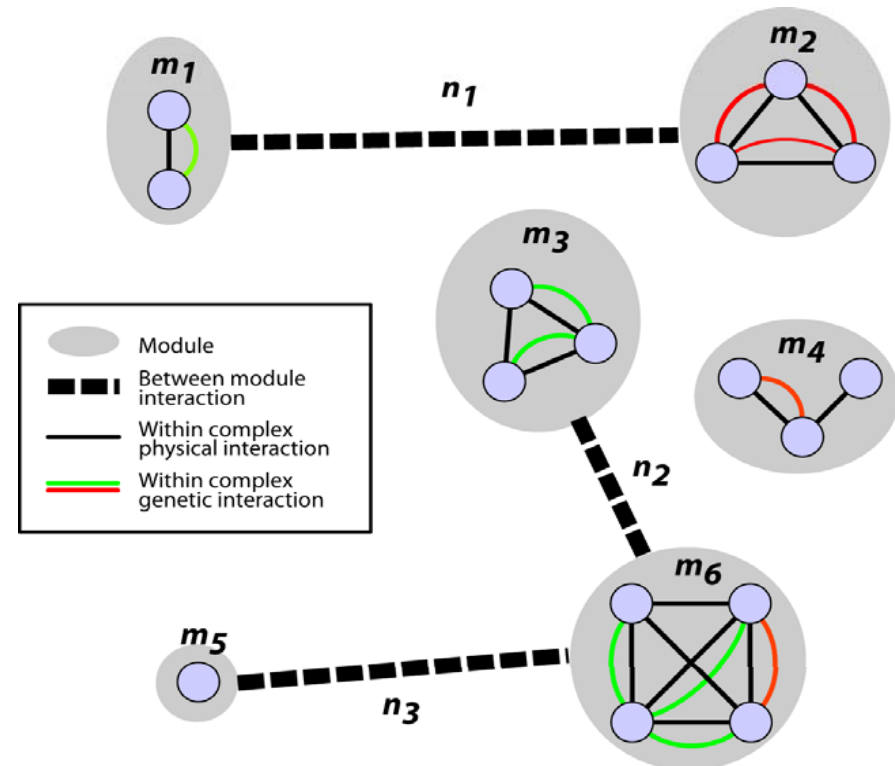 m1
n1
m2
m3
m4
Module
Between module
interaction
Within complex
physical interaction
Within complex
genetic interaction
n2
m6
m5
n3